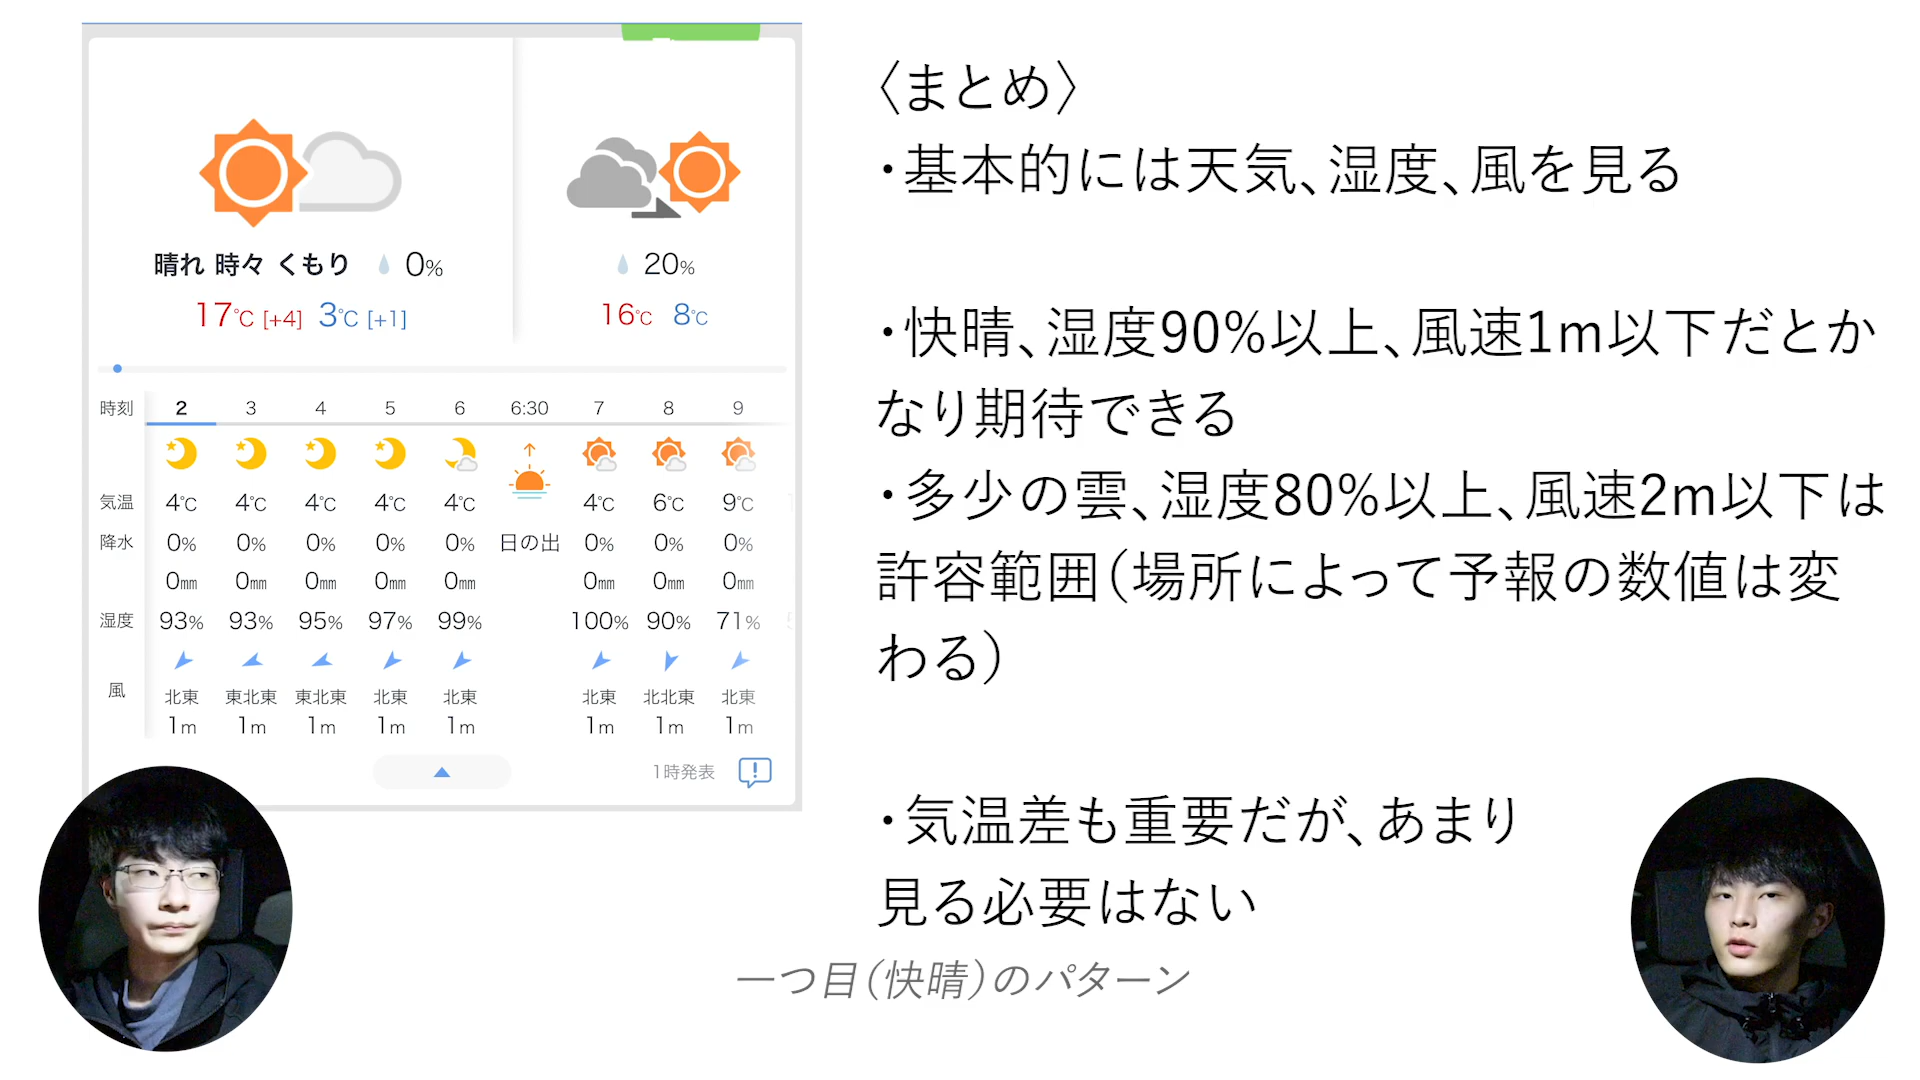 晴れ 時々 くもり 0%
17℃ [+4] 3℃ [+1]
20%
16℃ 8℃
時刻 2 3 4 5 6 6:30 7 8 9
気温 4℃ 4℃ 4℃ 4℃ 4℃ 4℃ 6℃ 9℃
降水 0% 0% 0% 0% 0% 日の出 0% 0% 0%
0mm 0mm 0mm 0mm 0mm 0mm 0mm 0mm
湿度 93% 93% 95% 97% 99% 100% 90% 71%
風 北東 東北東 東北東 北東 北東 北東 北北東 北東
1m 1m 1m 1m 1m 1m 1m 1m
1時発表
〈まとめ〉
・基本的には天気、湿度、風を見る
・快晴、湿度90%以上、風速1m以下だとか
なり期待できる
・多少の雲、湿度80%以上、風速2m以下は
許容範囲(場所によって予報の数値は変
わる)
・気温差も重要だが、あまり
見る必要はない
一つ目(快晴)のパターン